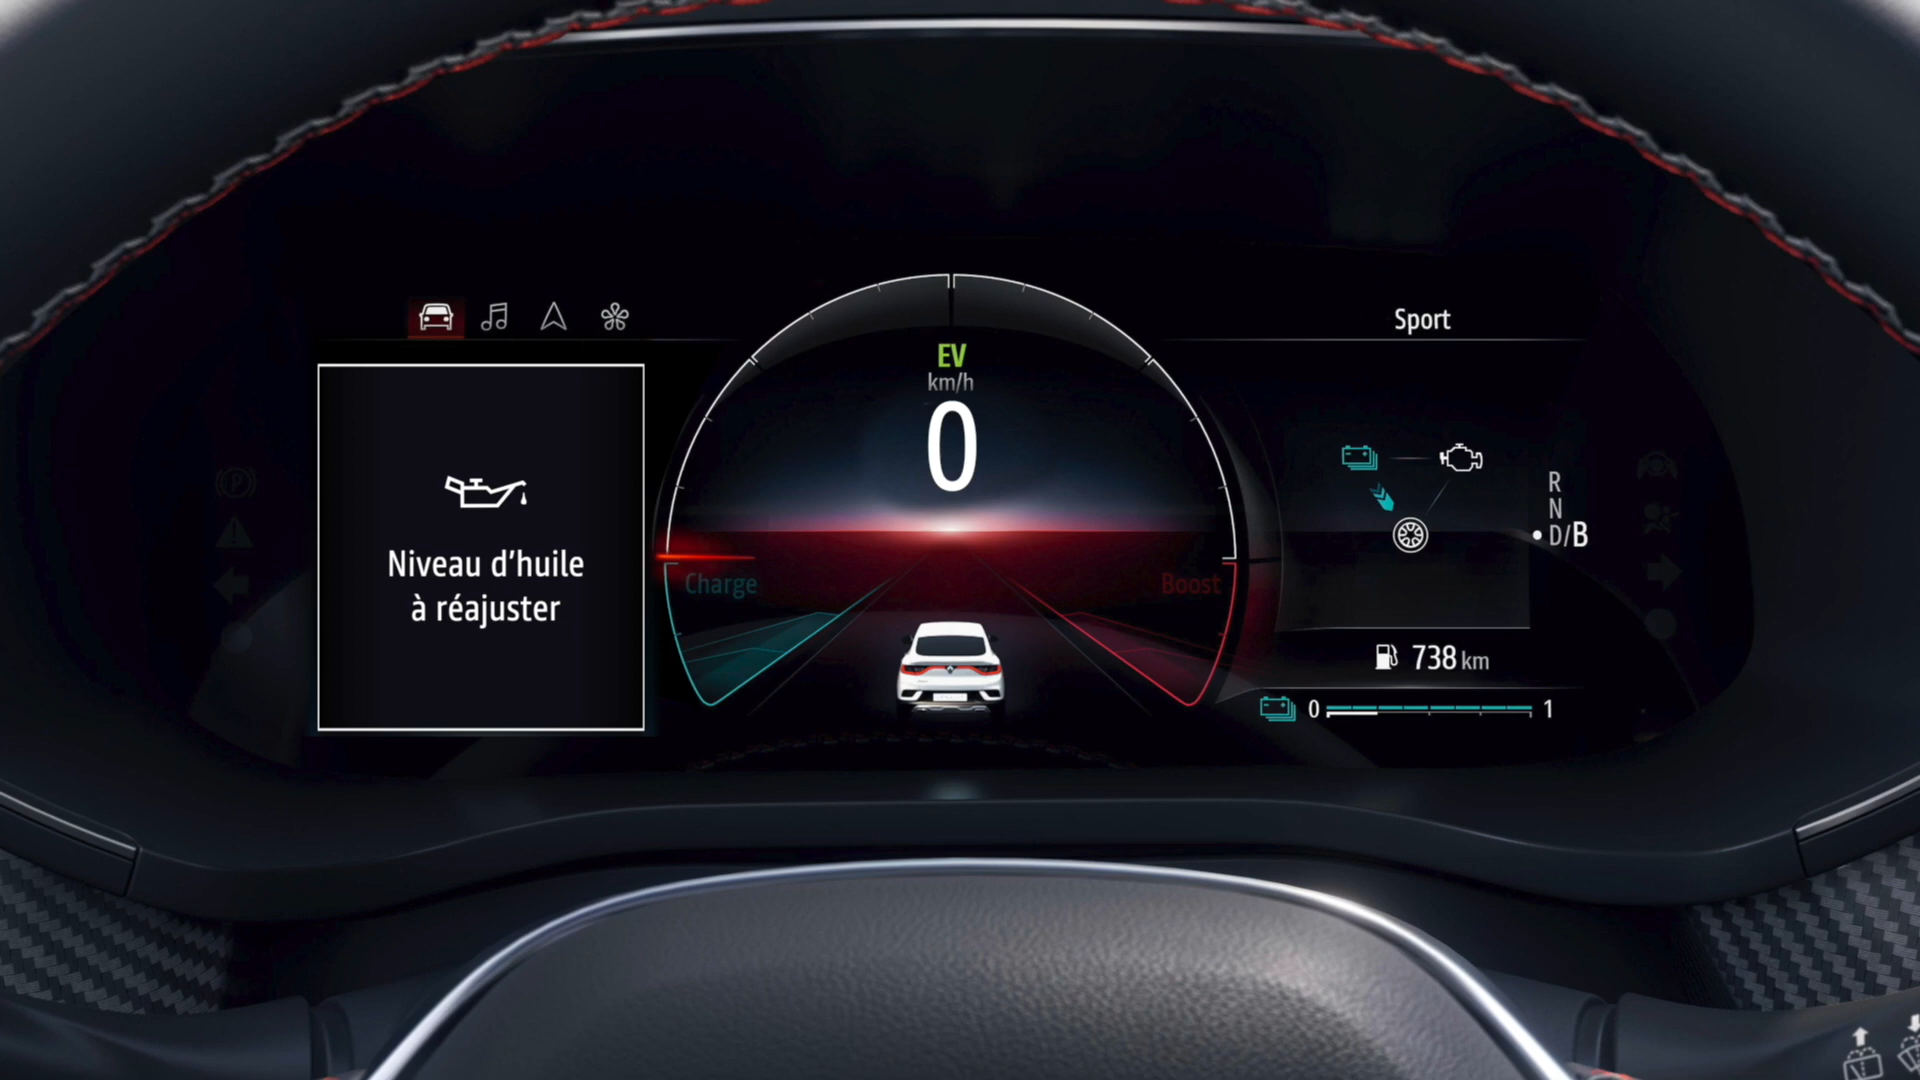 Sport
EV
km/h
0
Niveau d’huile
à réajuster
Charge
Boost
R
N
D/B
738 km
0
1
P